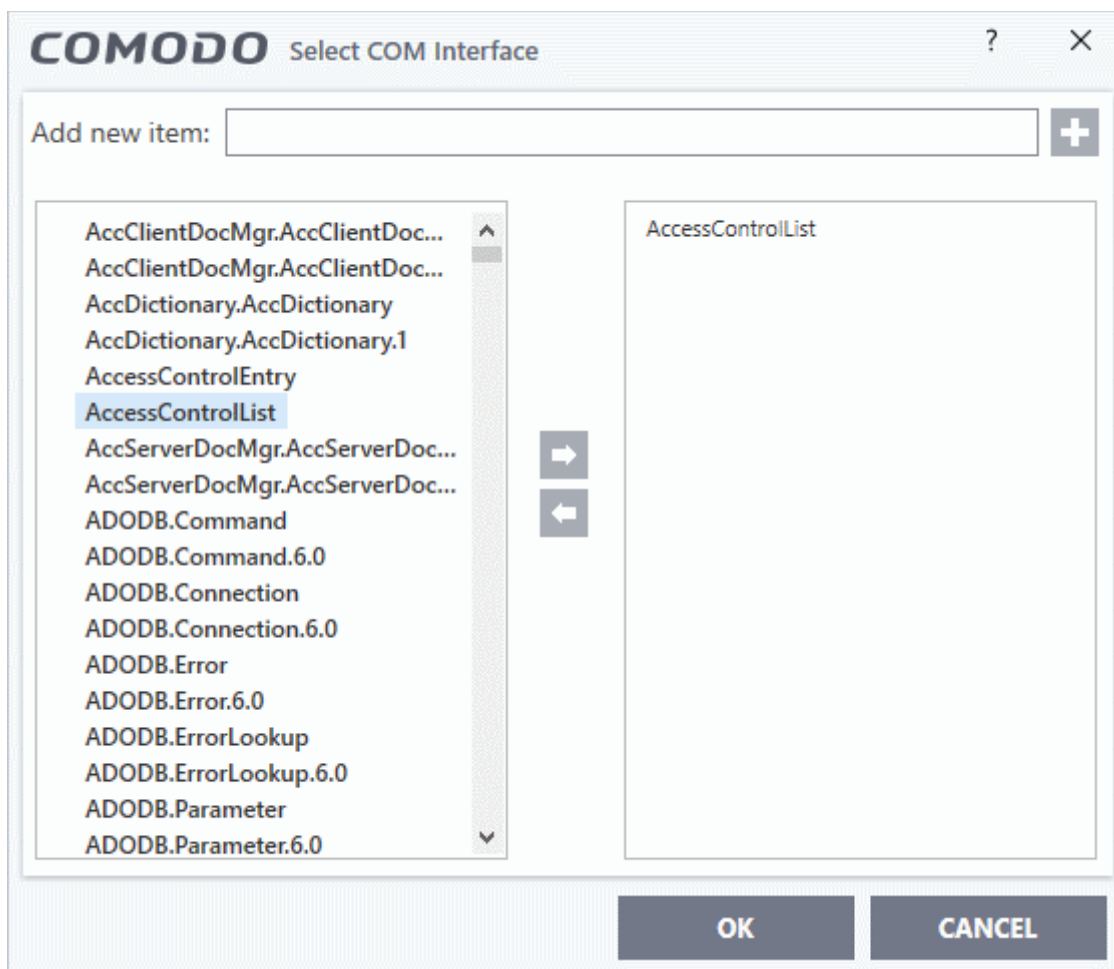 COMODO Select COM Interface ?
Add new item:
AccClientDocMgr.AccClientDoc...
AccClientDocMgr.AccClientDoc...
AccDictionary.AccDictionary
AccDictionary.AccDictionary.1
AccessControlEntry
AccessControlList
AccServerDocMgr.AccServerDoc...
AccServerDocMgr.AccServerDoc...
ADODB.Command
ADODB.Command.6.0
ADODB.Connection
ADODB.Connection.6.0
ADODB.Error
ADODB.Error.6.0
ADODB.ErrorLookup
ADODB.ErrorLookup.6.0
ADODB.Parameter
ADODB.Parameter.6.0
AccessControlList
OK
CANCEL